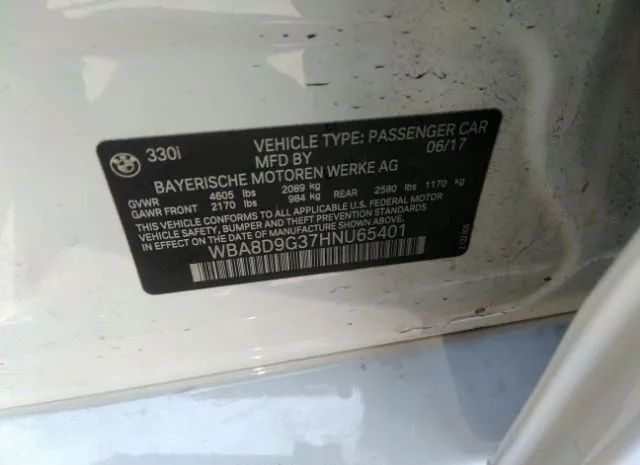 330i
VEHICLE TYPE: PASSENGER CAR
MFD BY 06/17
BAYERISCHE MOTOREN WERKE AG
GVWR 4605 lbs 2089 kg
GAWR FRONT 2170 lbs 984 kg REAR 2580 lbs 1170 kg
THIS VEHICLE CONFORMS TO ALL APPLICABLE U.S. FEDERAL MOTOR
VEHICLE SAFETY, BUMPER AND THEFT PREVENTION STANDARDS
IN EFFECT ON THE DATE OF MANUFACTURE SHOWN ABOVE.
WBA8D9G37HNU65401